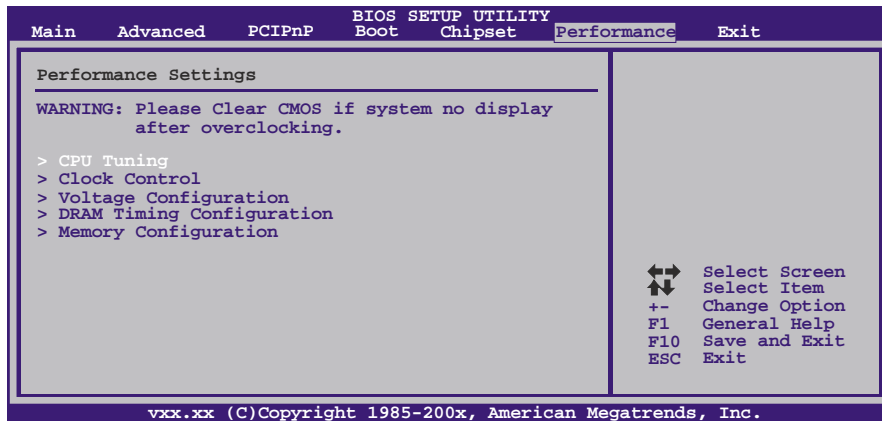 BIOS SETUP UTILITY
Main Advanced PCIPnP Boot Chipset Performance Exit
Performance Settings
WARNING: Please Clear CMOS if system no display
after overclocking.
> CPU Tuning
> Clock Control
> Voltage Configuration
> DRAM Timing Configuration
> Memory Configuration
Select Screen
Select Item
+- Change Option
F1 General Help
F10 Save and Exit
ESC Exit
vxx.xx (C)Copyright 1985-200x, American Megatrends, Inc.